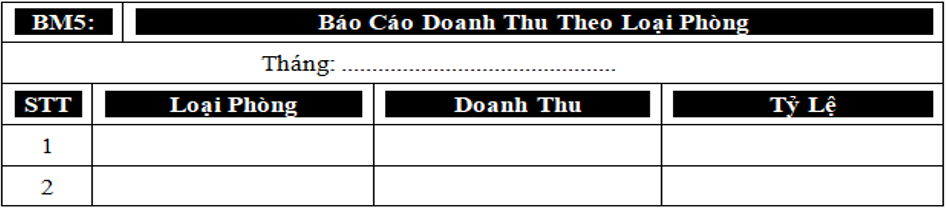 BM5: Báo Cáo Doanh Thu Theo Loại Phòng
Tháng: .............................................
STT Loại Phòng Doanh Thu Tỷ Lệ
1
2